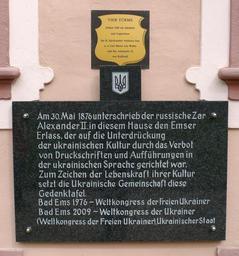 VIER TÜRME
Am 30. Mai 1876 unterschrieb der russische Zar
Alexander II. in diesem Hause den Emser
Erlass, der auf die Unterdrückung
der ukrainischen Kultur durch das Verbot
von Druckschriften und Aufführungen in
der ukrainischen Sprache gerichtet war.
Zum Zeichen der Lebenskraft ihrer Kultur
setzt die Ukrainische Gemeinschaft diese
Gedenktafel.
Bad Ems 1976 – Weltkongress der Freien Ukrainer
Bad Ems 2009 – Weltkongress der Ukrainer
(Weltkongress der Freien Ukrainer), Ukrainischer Staat